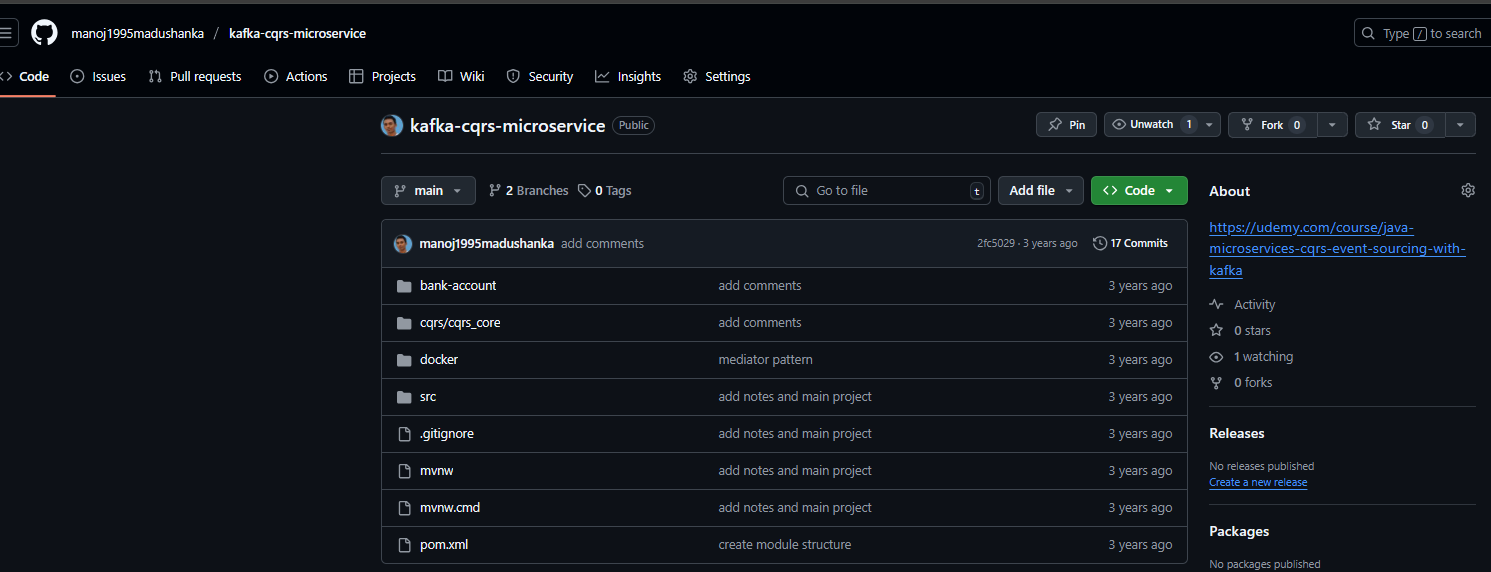 manoj1995madushanka / kafka-cqrs-microservice
Type / to search
<> Code Issues Pull requests Actions Projects Wiki Security Insights Settings
kafka-cqrs-microservice Public
Pin Unwatch 1 Fork 0 Star 0
main 2 Branches 0 Tags Go to file t Add file <> Code
manoj1995madushanka add comments 2fc5029 · 3 years ago 17 Commits
bank-account add comments 3 years ago
cqrs/cqrs_core add comments 3 years ago
docker mediator pattern 3 years ago
src add notes and main project 3 years ago
.gitignore add notes and main project 3 years ago
mvnw add notes and main project 3 years ago
mvnw.cmd add notes and main project 3 years ago
pom.xml create module structure 3 years ago
About
https://udemy.com/course/java-
microservices-cqrs-event-sourcing-with-
kafka
Activity
0 stars
1 watching
0 forks
Releases
No releases published
Create a new release
Packages
No packages published